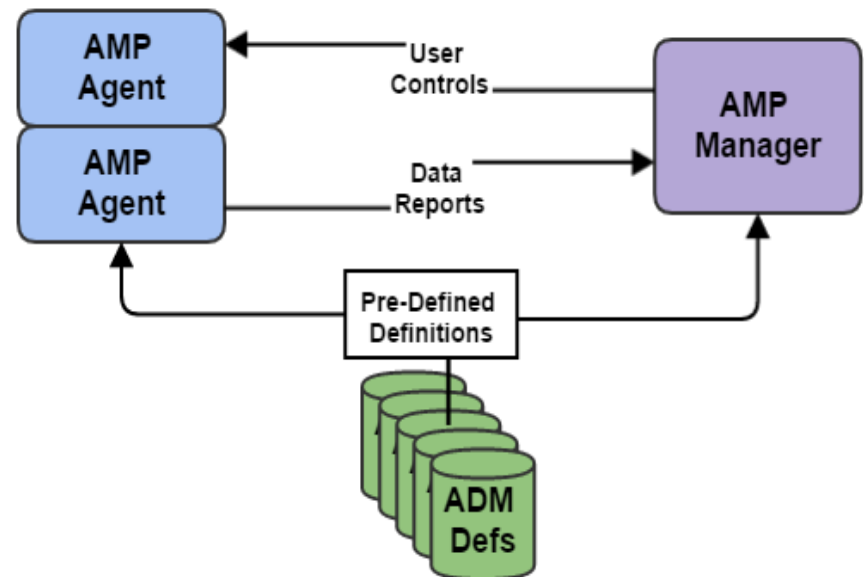 AMP
Agent
User
Controls
AMP
Manager
AMP
Agent
Data
Reports
Pre-Defined
Definitions
ADM
Defs